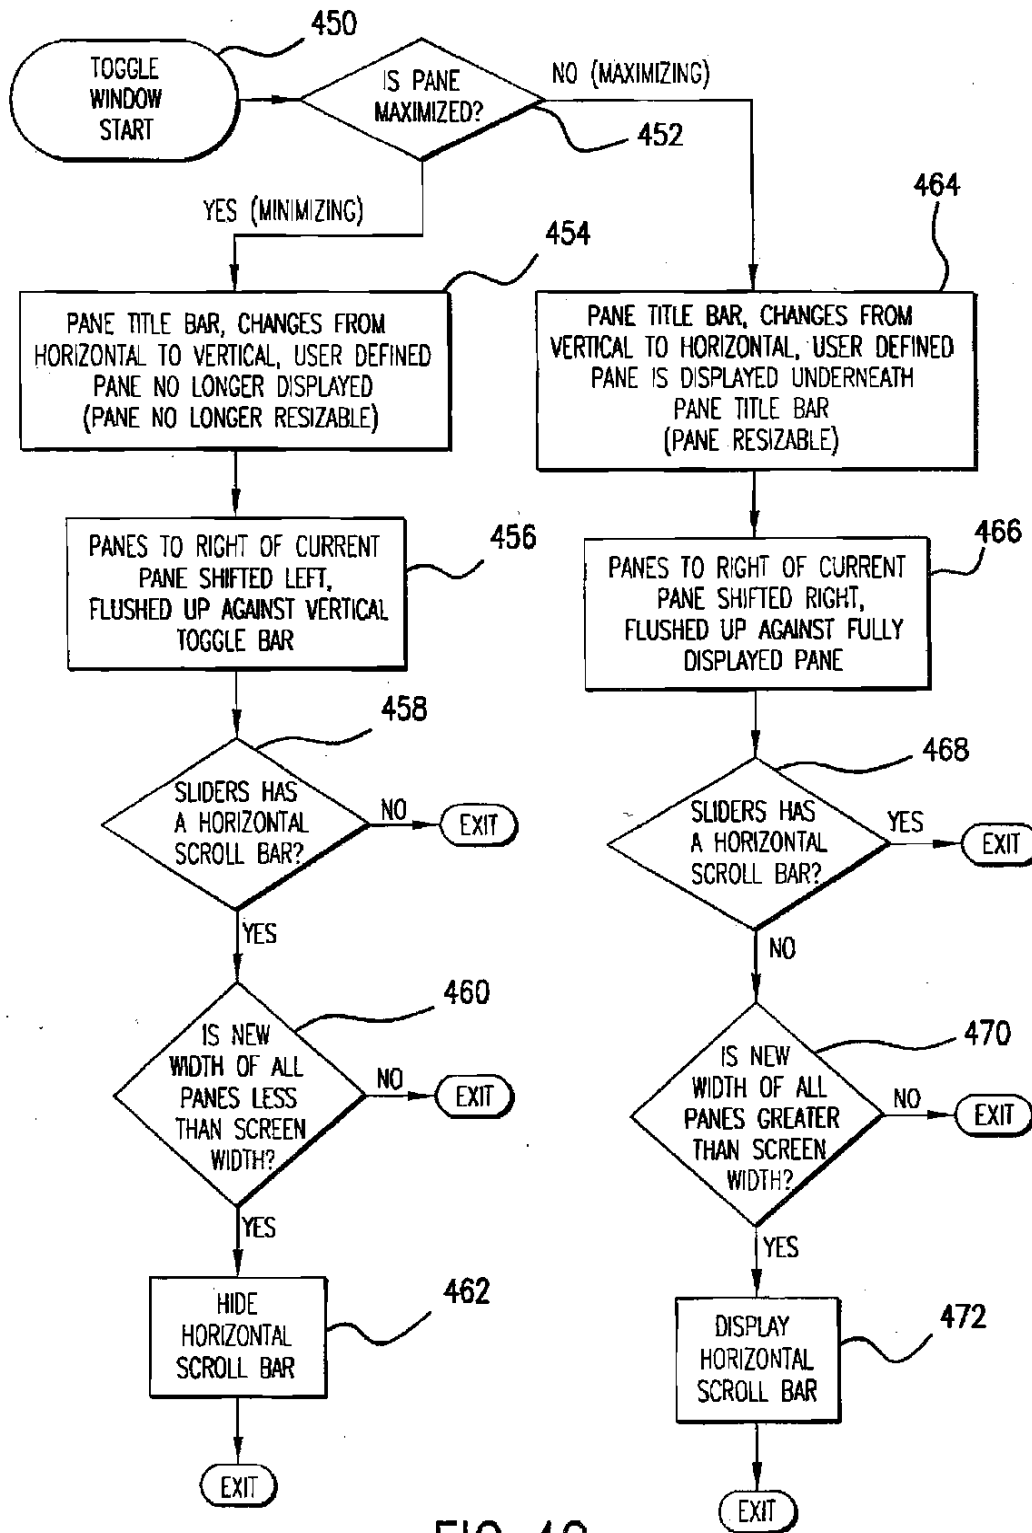 450
TOGGLE
WINDOW
START
IS PANE
MAXIMIZED?
452
NO (MAXIMIZING)
YES (MINIMIZING)
454
PANE TITLE BAR, CHANGES FROM
HORIZONTAL TO VERTICAL, USER DEFINED
PANE NO LONGER DISPLAYED
(PANE NO LONGER RESIZABLE)
456
PANES TO RIGHT OF CURRENT
PANE SHIFTED LEFT,
FLUSHED UP AGAINST VERTICAL
TOGGLE BAR
458
SLIDERS HAS
A HORIZONTAL
SCROLL BAR?
NO
EXIT
YES
460
IS NEW
WIDTH OF ALL
PANES LESS
THAN SCREEN
WIDTH?
NO
EXIT
YES
462
HIDE
HORIZONTAL
SCROLL BAR
EXIT
464
PANE TITLE BAR, CHANGES FROM
VERTICAL TO HORIZONTAL, USER DEFINED
PANE IS DISPLAYED UNDERNEATH
PANE TITLE BAR
(PANE RESIZABLE)
466
PANES TO RIGHT OF CURRENT
PANE SHIFTED RIGHT,
FLUSHED UP AGAINST FULLY
DISPLAYED PANE
468
SLIDERS HAS
A HORIZONTAL
SCROLL BAR?
YES
EXIT
NO
470
IS NEW
WIDTH OF ALL
PANES GREATER
THAN SCREEN
WIDTH?
NO
EXIT
YES
472
DISPLAY
HORIZONTAL
SCROLL BAR
EXIT